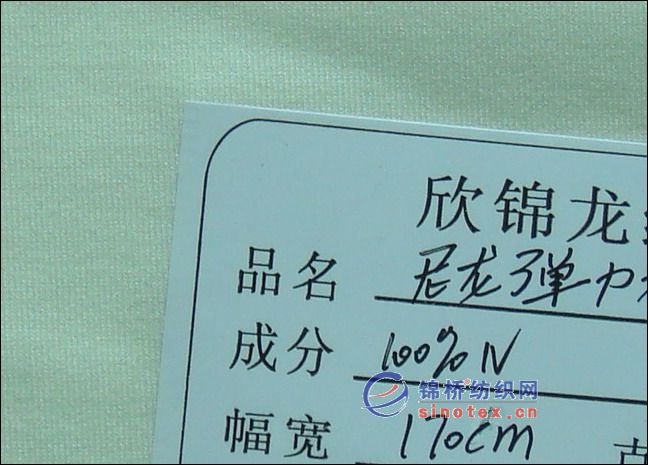 欣锦龙
品名 尼龙弹力
成分 100%N
锦桥纺织网
sinotex.cn
幅宽 170cm